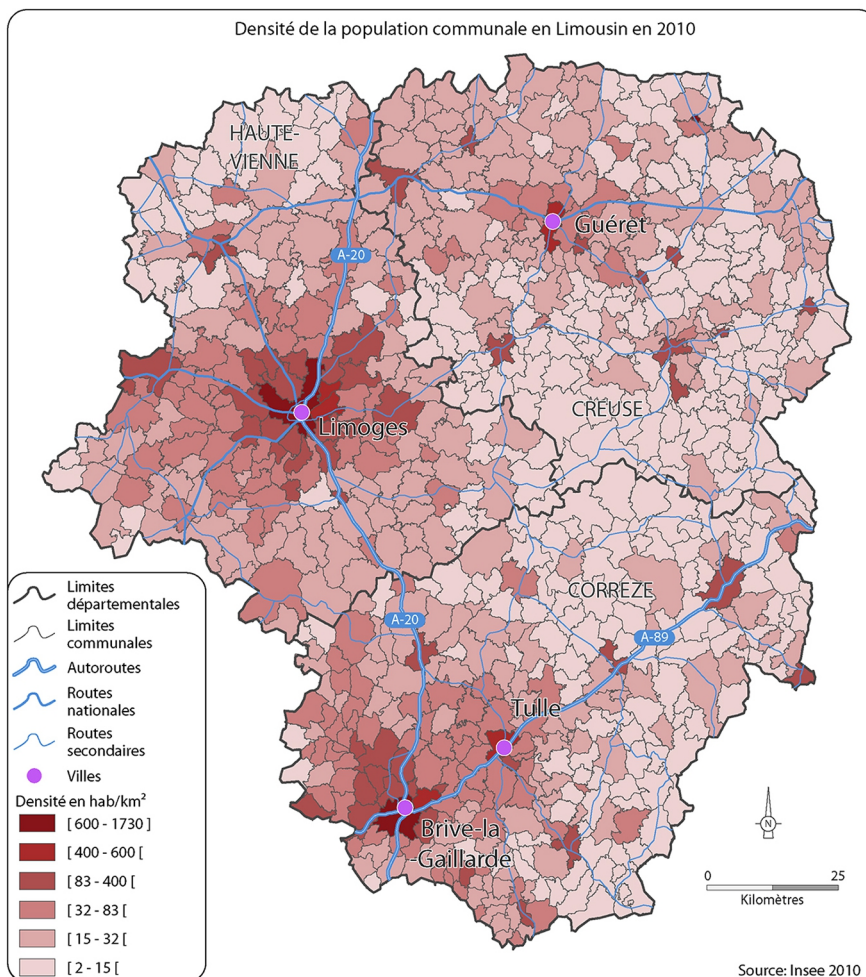 Densité de la population communale en Limousin en 2010
HAUTE-
VIENNE
Guéret
A-20
Limoges
CREUSE
CORRÈZE
A-20
A-89
Tulle
Brive-la
-Gaillarde
Limites
départementales
Limites
communales
Autoroutes
Routes
nationales
Routes
secondaires
Villes
Densité en hab/km²
[ 600 - 1730 ]
[ 400 - 600 [
[ 83 - 400 [
[ 32 - 83 [
[ 15 - 32 [
[ 2 - 15 [
N
0 25
Kilomètres
Source: Insee 2010